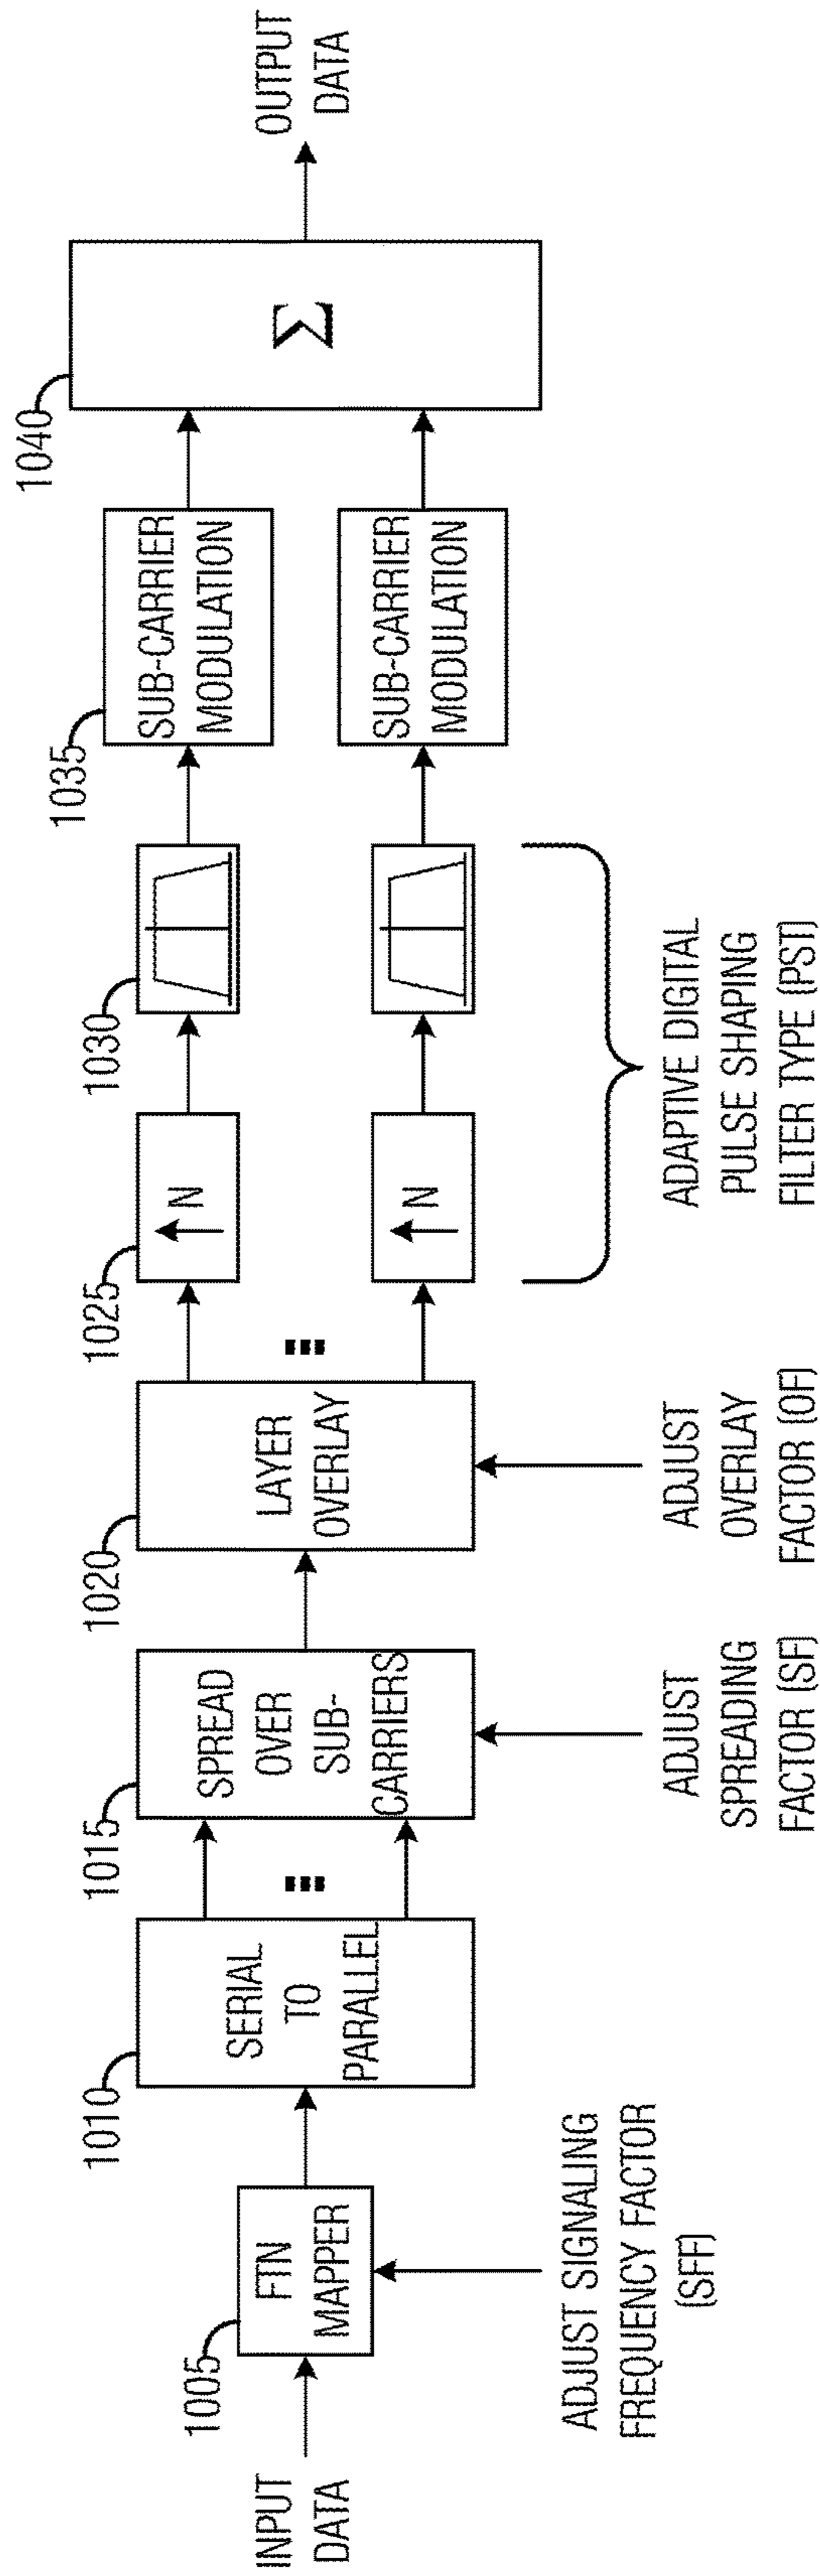 INPUT
DATA
1005
FTN
MAPPER
ADJUST SIGNALING
FREQUENCY FACTOR
(SFF)
1010
SERIAL
TO
PARALLEL
1015
SPREAD
OVER
SUB-
CARRIERS
ADJUST
SPREADING
FACTOR (SF)
1020
LAYER
OVERLAY
ADJUST
OVERLAY
FACTOR (OF)
1025
N
N
1030
ADAPTIVE DIGITAL
PULSE SHAPING
FILTER TYPE (PST)
1035
SUB-CARRIER
MODULATION
SUB-CARRIER
MODULATION
1040
Σ
OUTPUT
DATA